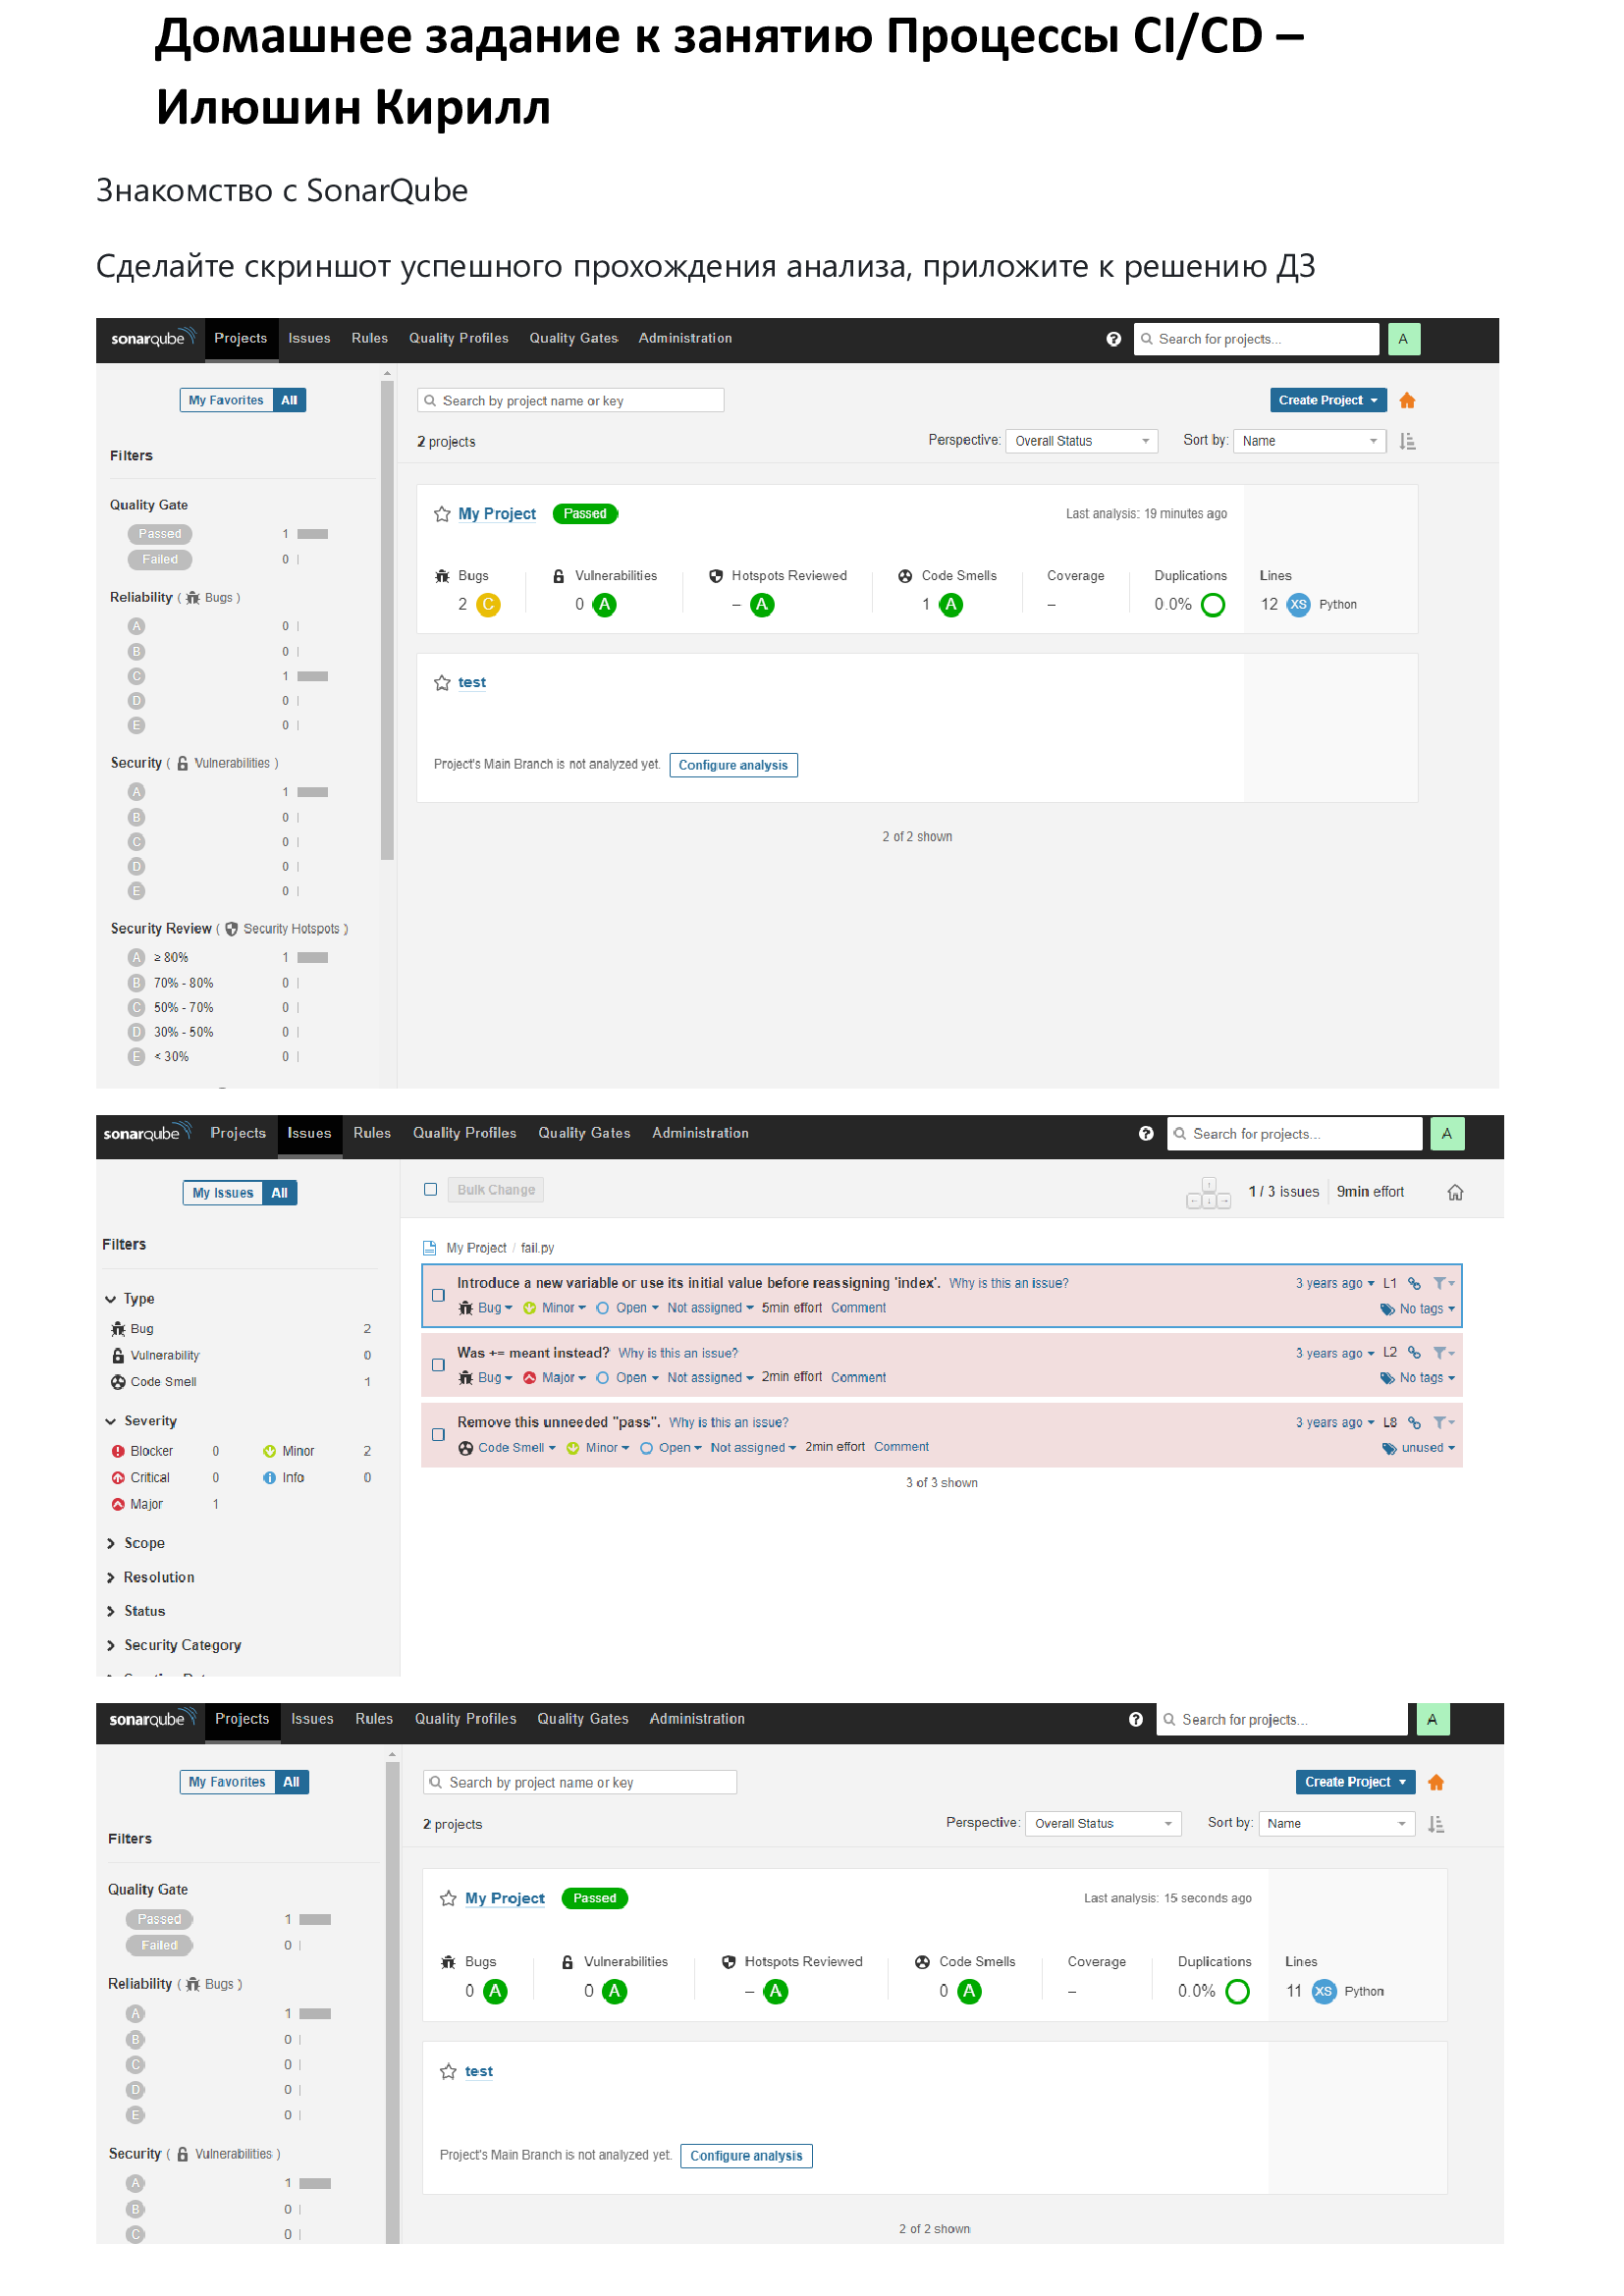 Домашнее задание к занятию Процессы CI/CD –
Илюшин Кирилл
Знакомство с SonarQube
Сделайте скриншот успешного прохождения анализа, приложите к решению ДЗ
sonarqube Projects Issues Rules Quality Profiles Quality Gates Administration ? Search for projects... A
My Favorites All
Search by project name or key Create Project
2 projects Perspective: Overall Status Sort by: Name
Filters
Quality Gate
Passed 1
Failed 0
Reliability ( Bugs )
A 0
B 0
C 1
D 0
E 0
Security ( Vulnerabilities )
A 1
B 0
C 0
D 0
E 0
Security Review ( Security Hotspots )
A ≥ 80% 1
B 70% - 80% 0
C 50% - 70% 0
D 30% - 50% 0
E < 30% 0
My Project Passed Last analysis: 19 minutes ago
Bugs Vulnerabilities Hotspots Reviewed Code Smells Coverage Duplications Lines
2 C 0 A – A 1 A – 0.0% 12 XS Python
test
Project's Main Branch is not analyzed yet. Configure analysis
2 of 2 shown
sonarqube Projects Issues Rules Quality Profiles Quality Gates Administration ? Search for projects... A
My Issues All
Bulk Change ↑ ← ↓ → 1 / 3 issues 9min effort
Filters
Type
Bug 2
Vulnerability 0
Code Smell 1
Severity
Blocker 0 Minor 2
Critical 0 Info 0
Major 1
Scope
Resolution
Status
Security Category
My Project / fail.py
Introduce a new variable or use its initial value before reassigning 'index'. Why is this an issue? 3 years ago L1
Bug Minor Open Not assigned 5min effort Comment No tags
Was += meant instead? Why is this an issue? 3 years ago L2
Bug Major Open Not assigned 2min effort Comment No tags
Remove this unneeded "pass". Why is this an issue? 3 years ago L8
Code Smell Minor Open Not assigned 2min effort Comment unused
3 of 3 shown
sonarqube Projects Issues Rules Quality Profiles Quality Gates Administration ? Search for projects... A
My Favorites All
Search by project name or key Create Project
2 projects Perspective: Overall Status Sort by: Name
Filters
Quality Gate
Passed 1
Failed 0
Reliability ( Bugs )
A 1
B 0
C 0
D 0
E 0
Security ( Vulnerabilities )
A 1
B 0
C 0
My Project Passed Last analysis: 15 seconds ago
Bugs Vulnerabilities Hotspots Reviewed Code Smells Coverage Duplications Lines
0 A 0 A – A 0 A – 0.0% 11 XS Python
test
Project's Main Branch is not analyzed yet. Configure analysis
2 of 2 shown